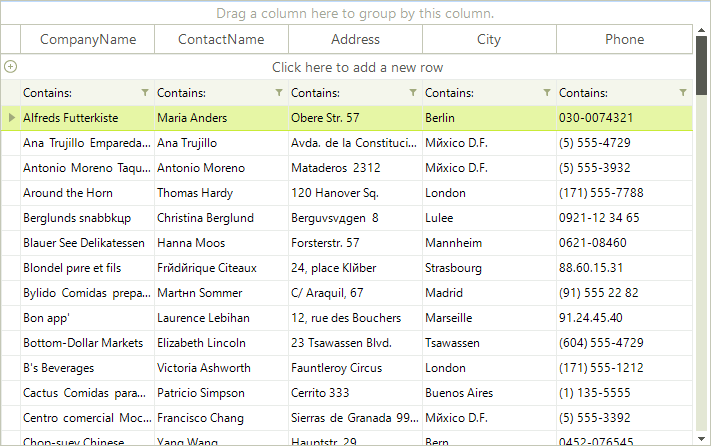 Drag a column here to group by this column.
CompanyName ContactName Address City Phone
Click here to add a new row
Contains: Contains: Contains: Contains: Contains:
Alfreds Futterkiste Maria Anders Obere Str. 57 Berlin 030-0074321
Ana Trujillo Empareda... Ana Trujillo Avda. de la Constituci... Mйxico D.F. (5) 555-4729
Antonio Moreno Taqu... Antonio Moreno Mataderos 2312 Mйxico D.F. (5) 555-3932
Around the Horn Thomas Hardy 120 Hanover Sq. London (171) 555-7788
Berglunds snabbkцp Christina Berglund Berguvsvдgen 8 Lulee 0921-12 34 65
Blauer See Delikatessen Hanna Moos Forsterstr. 57 Mannheim 0621-08460
Blondel pиre et fils Frйdйrique Citeaux 24, place Klйber Strasbourg 88.60.15.31
Bylido Comidas prepa... Martнn Sommer C/ Araquil, 67 Madrid (91) 555 22 82
Bon app' Laurence Lebihan 12, rue des Bouchers Marseille 91.24.45.40
Bottom-Dollar Markets Elizabeth Lincoln 23 Tsawassen Blvd. Tsawassen (604) 555-4729
B's Beverages Victoria Ashworth Fauntleroy Circus London (171) 555-1212
Cactus Comidas para... Patricio Simpson Cerrito 333 Buenos Aires (1) 135-5555
Centro comercial Moc... Francisco Chang Sierras de Granada 99... Mйxico D.F. (5) 555-3392
Chop-suey Chinese Yang Wang Hauptstr. 29 Bern 0452-076545